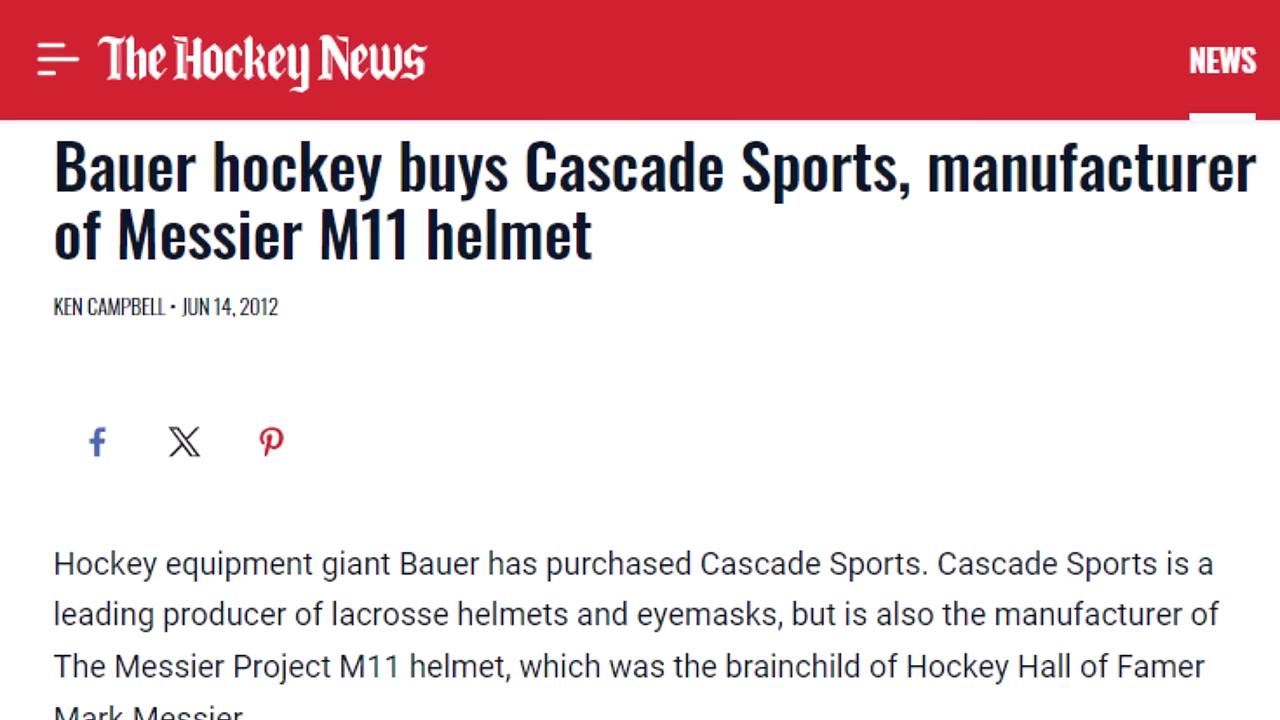 The Hockey News
NEWS
Bauer hockey buys Cascade Sports, manufacturer
of Messier M11 helmet
KEN CAMPBELL • JUN 14, 2012
Hockey equipment giant Bauer has purchased Cascade Sports. Cascade Sports is a
leading producer of lacrosse helmets and eyemasks, but is also the manufacturer of
The Messier Project M11 helmet, which was the brainchild of Hockey Hall of Famer
Mark Messier.